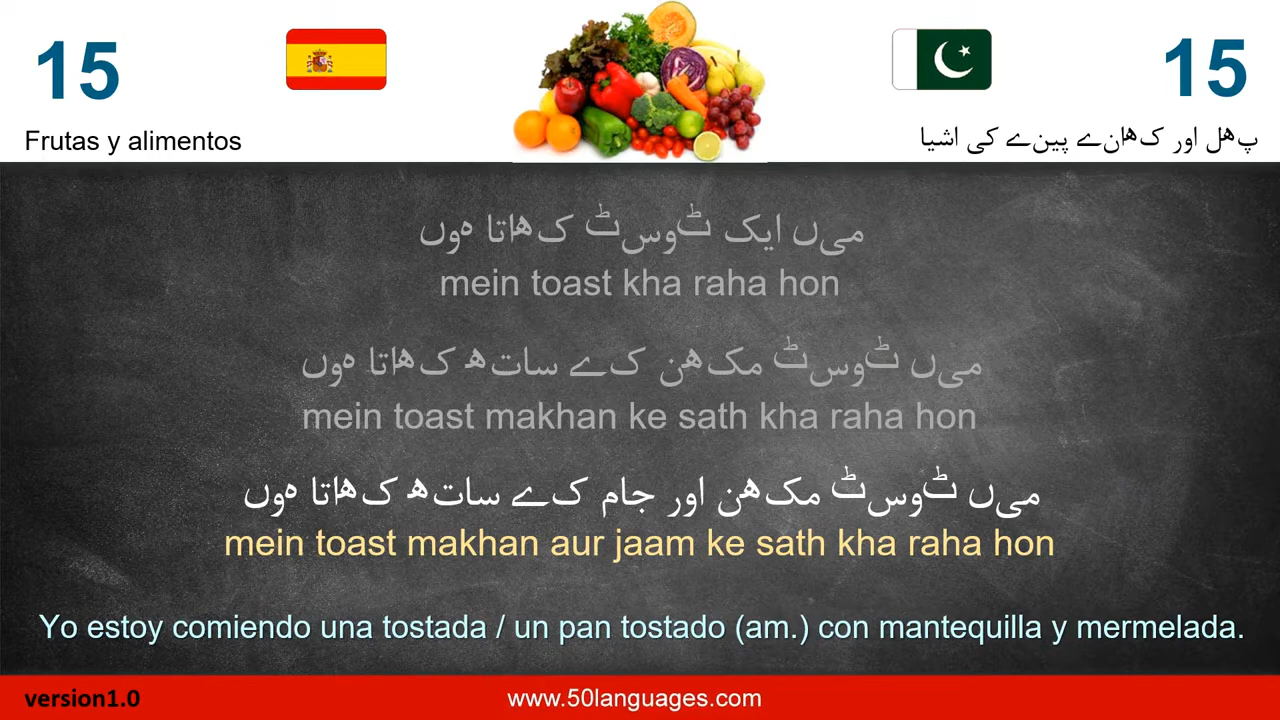 15
15
Frutas y alimentos
پھل اور کھانے پینے کی اشیا
میں ایک ٹوسٹ کھاتا ہوں
mein toast kha raha hon
میں ٹوسٹ مکھن کے ساتھ کھاتا ہوں
mein toast makhan ke sath kha raha hon
میں ٹوسٹ مکھن اور جام کے ساتھ کھاتا ہوں
mein toast makhan aur jaam ke sath kha raha hon
Yo estoy comiendo una tostada / un pan tostado (am.) con mantequilla y mermelada.
version1.0
www.50languages.com